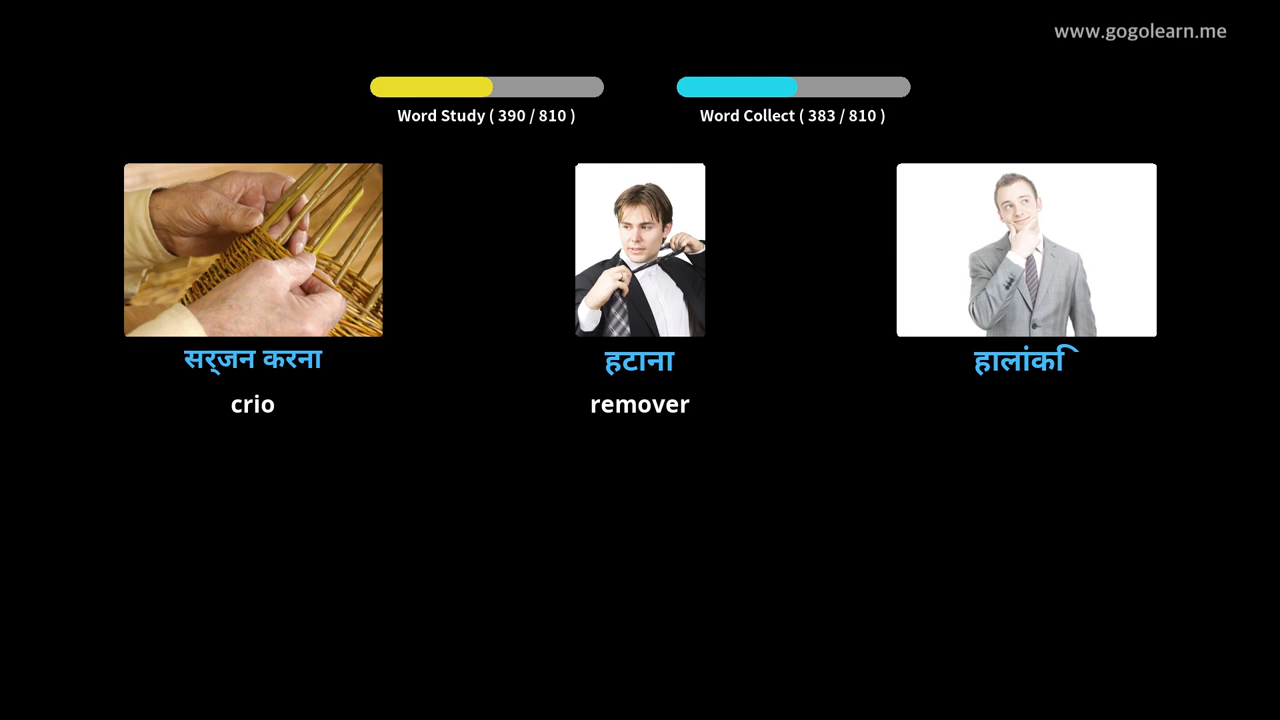 www.gogolearn.me
Word Study ( 390 / 810 )
Word Collect ( 383 / 810 )
सर्जन करना
हटाना
हालांकि
crio
remover